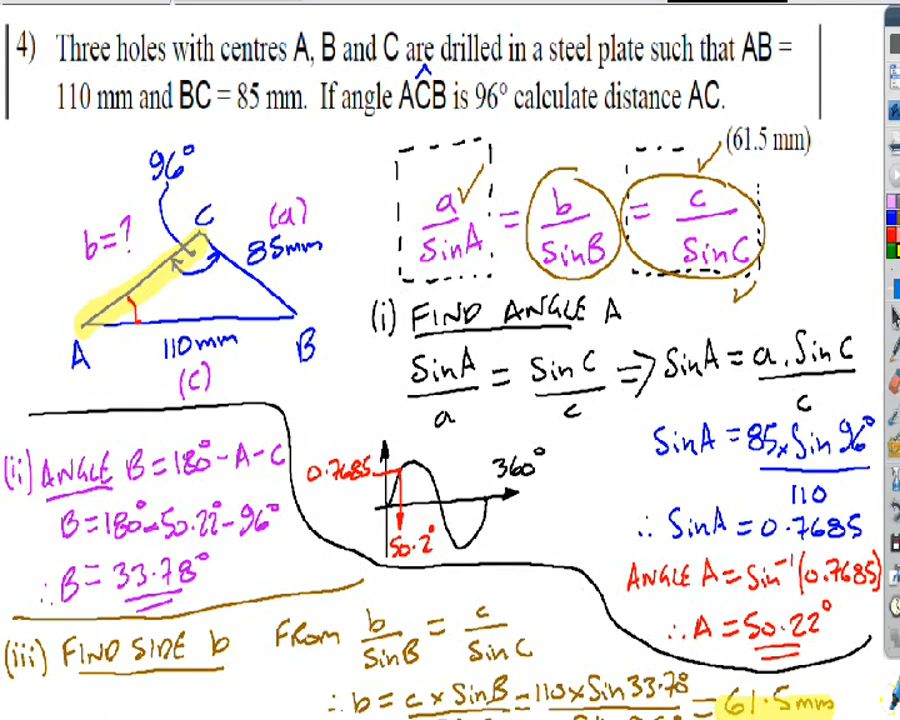 4) Three holes with centres A, B and C are drilled in a steel plate such that AB =
110 mm and BC = 85 mm. If angle AĈB is 96° calculate distance AC.
(61.5 mm)
96°
C
(a)
85mm
b=?
A
110mm
B
(C)
a/SinA = b/SinB = c/SinC
(i) FIND ANGLE A
SinA/a = SinC/c => SinA = a.SinC/c
SinA = 85×Sin96°/110
∴ SinA = 0.7685
ANGLE A = Sin⁻¹(0.7685)
∴ A = 50.22°
0.7685
360°
50.2°
(ii) ANGLE B = 180° - A - C
B = 180° - 50.22° - 96°
∴ B = 33.78°
(iii) FIND SIDE b FROM b/SinB = c/SinC
∴ b = c × SinB = 110×Sin33.78° = 61.5mm